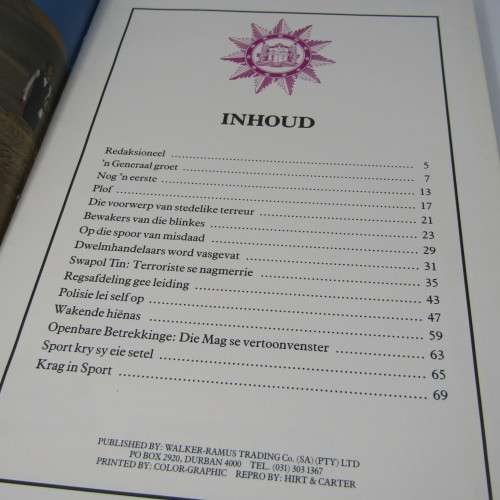 INHOUD
Redaksioneel 5
'n Generaal groet 7
Nog 'n eerste 13
Plof 17
Die voorwerp van stedelike terreur 21
Bewakers van die blinkes 23
Op die spoor van misdaad 29
Dwelmhandelaars word vasgevat 31
Swapol Tin: Terroriste se nagmerrie 35
Regsafdeling gee leiding 43
Polisie lei self op 47
Wakende hiënas 59
Openbare Betrekkinge: Die Mag se vertoonvenster 63
Sport kry sy eie setel 65
Krag in Sport 69
PUBLISHED BY: WALKER-RAMUS TRADING Co. (SA) (PTY) LTD
PO BOX 2920, DURBAN 4000 TEL. (031) 303 1367
PRINTED BY: COLOR-GRAPHIC REPRO BY: HIRT & CARTER